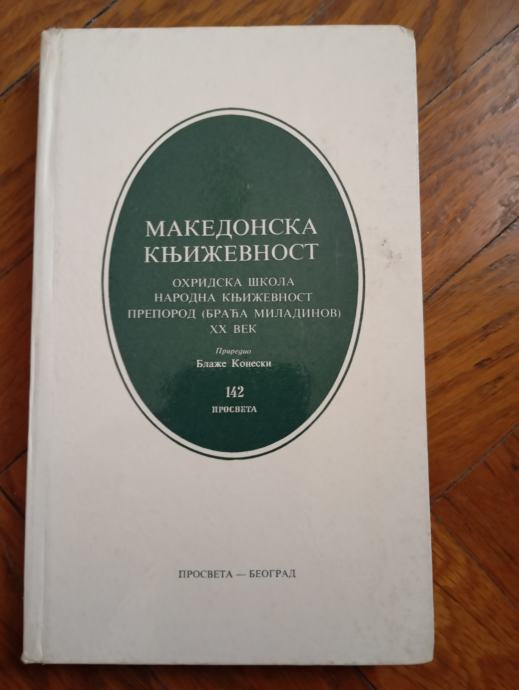 МАКЕДОНСКА
КЊИЖЕВНОСТ
ОХРИДСКА ШКОЛА
НАРОДНА КЊИЖЕВНОСТ
ПРЕПОРОД (БРАЋА МИЛАДИНОВ)
XX ВЕК
Приредио
Блаже Конески
142
ПРОСВЕТА
ПРОСВЕТА — БЕОГРАД